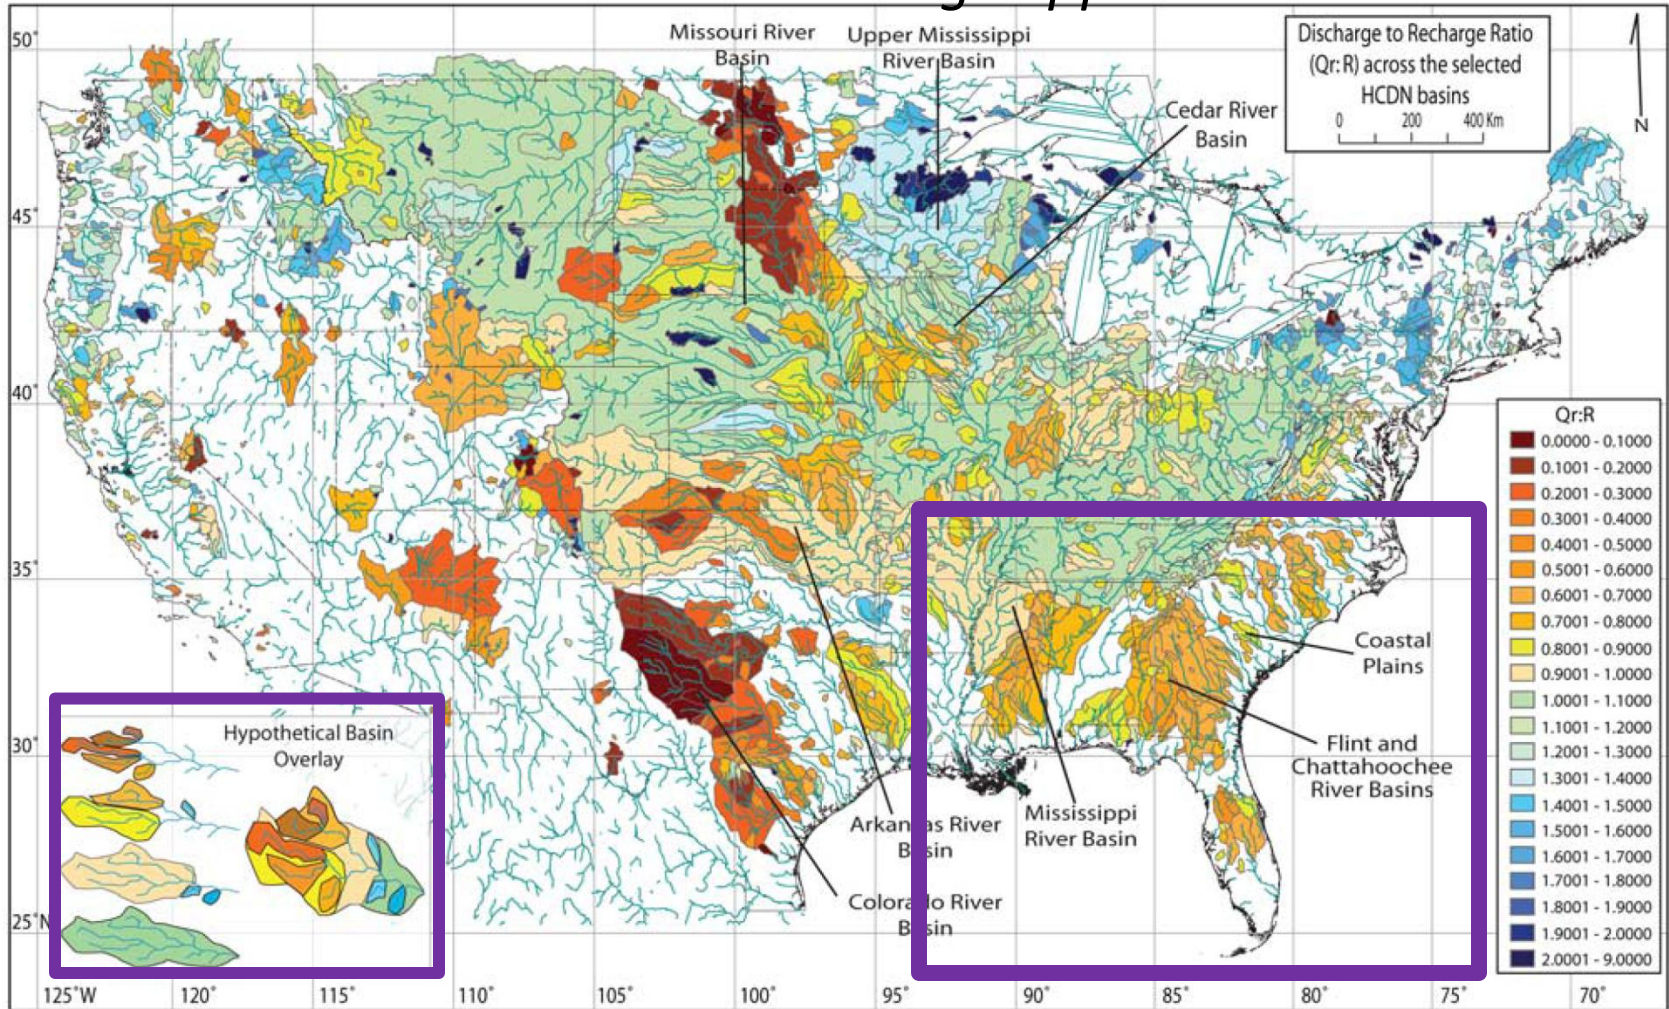 Missouri River
Basin
Upper Mississippi
River Basin
Cedar River
Basin
Discharge to Recharge Ratio
(Qr:R) across the selected
HCDN basins
0 200 400 Km
N
50°
45°
40°
35°
30°
25°N
Hypothetical Basin
Overlay
Coastal
Plains
Flint and
Chattahoochee
River Basins
Mississippi
River Basin
Arkansas River
Basin
Colorado River
Basin
Qr:R
0.0000 - 0.1000
0.1001 - 0.2000
0.2001 - 0.3000
0.3001 - 0.4000
0.4001 - 0.5000
0.5001 - 0.6000
0.6001 - 0.7000
0.7001 - 0.8000
0.8001 - 0.9000
0.9001 - 1.0000
1.0001 - 1.1000
1.1001 - 1.2000
1.2001 - 1.3000
1.3001 - 1.4000
1.4001 - 1.5000
1.5001 - 1.6000
1.6001 - 1.7000
1.7001 - 1.8000
1.8001 - 1.9000
1.9001 - 2.0000
2.0001 - 9.0000
125°W 120° 115° 110° 105° 100° 95° 90° 85° 80° 75° 70°